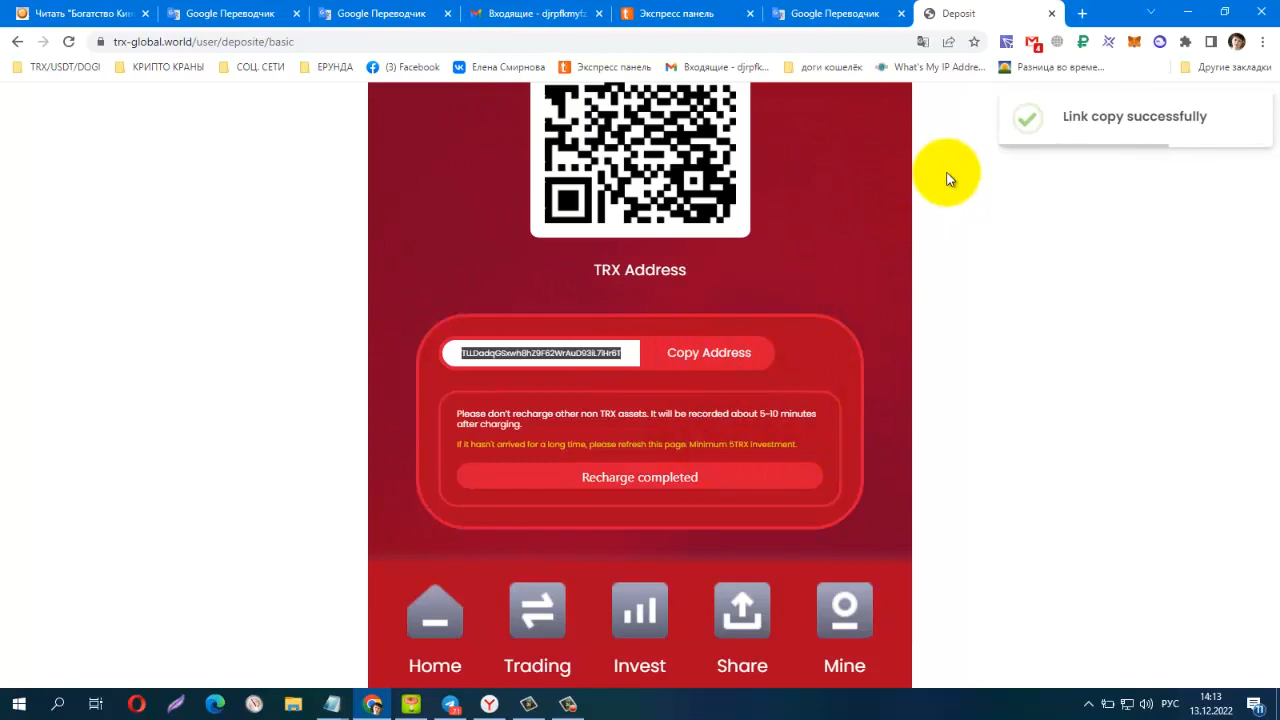 Читать "Богатство Кив
Google Переводчик
Google Переводчик
Входящие - djrpfkmyfz
Экспресс панель
Google Переводчик
Deposit
trx-global.world/user/deposite/basic
4
TRX/USDT/DOGI
КРИПТО КРАНЫ
СОЦ. СЕТИ
ЕРУНДА
(3) Facebook
Елена Смирнова
Экспресс панель
Входящие - djrpfk...
доги кошелёк
What's My IP Addre...
Разница во време...
Другие закладки
Link copy successfully
TRX Address
Copy Address
Please don't recharge other non TRX assets. It will be recorded about 5-10 minutes
after charging.
If it hasn't arrived for a long time, please refresh this page. Minimum 5TRX Investment.
Recharge completed
Home
Trading
Invest
Share
Mine
РУС
14:13
13.12.2022